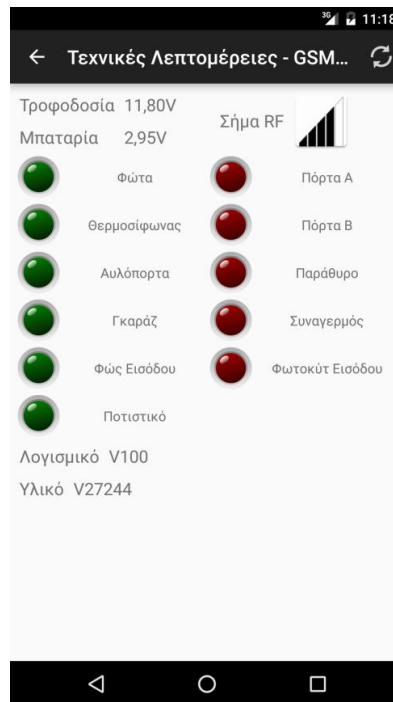 3G 11:18
Τεχνικές Λεπτομέρειες - GSM...
Τροφοδοσία 11,80V
Μπαταρία 2,95V
Σήμα RF
Φώτα Πόρτα Α
Θερμοσίφωνας Πόρτα Β
Αυλόπορτα Παράθυρο
Γκαράζ Συναγερμός
Φώς Εισόδου Φωτοκύτ Εισόδου
Ποτιστικό
Λογισμικό V100
Υλικό V27244